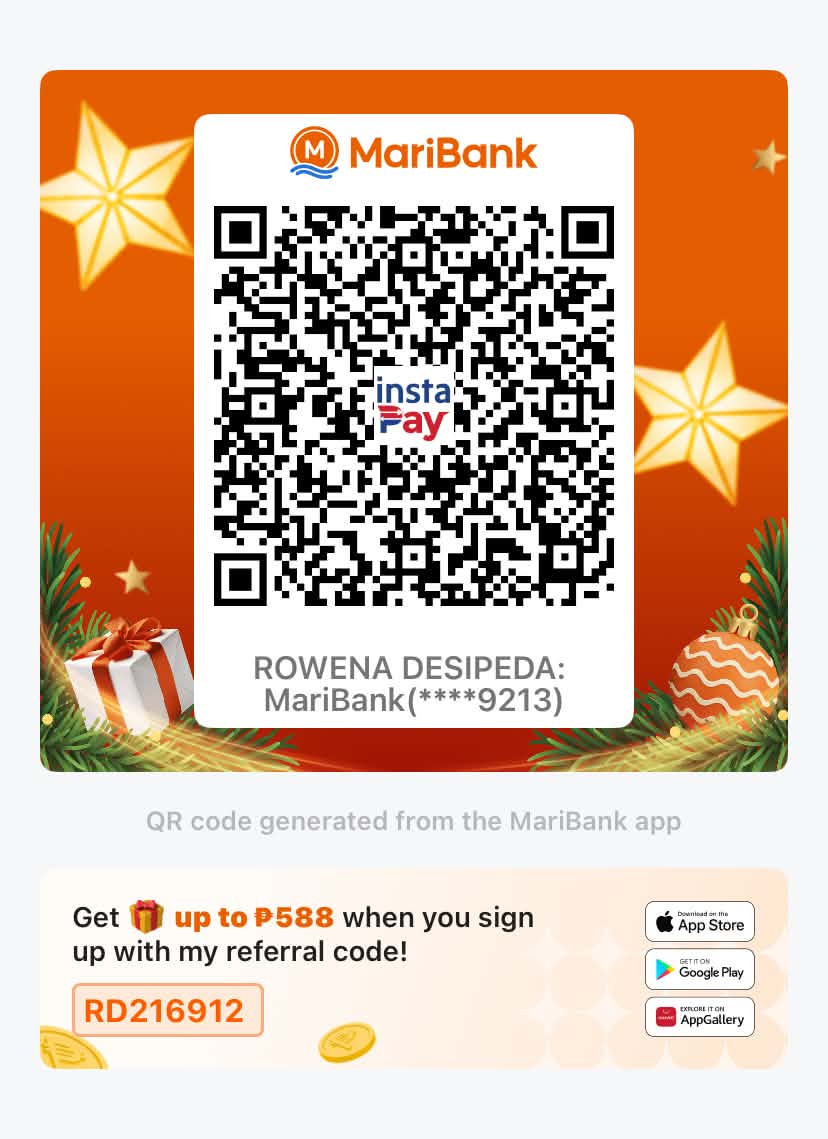 MariBank
insta
Pay
ROWENA DESIPEDA:
MariBank(****9213)
QR code generated from the MariBank app
Get 🎁 up to ₱588 when you sign
up with my referral code!
RD216912
Download on the
App Store
GET IT ON
Google Play
EXPLORE IT ON
AppGallery